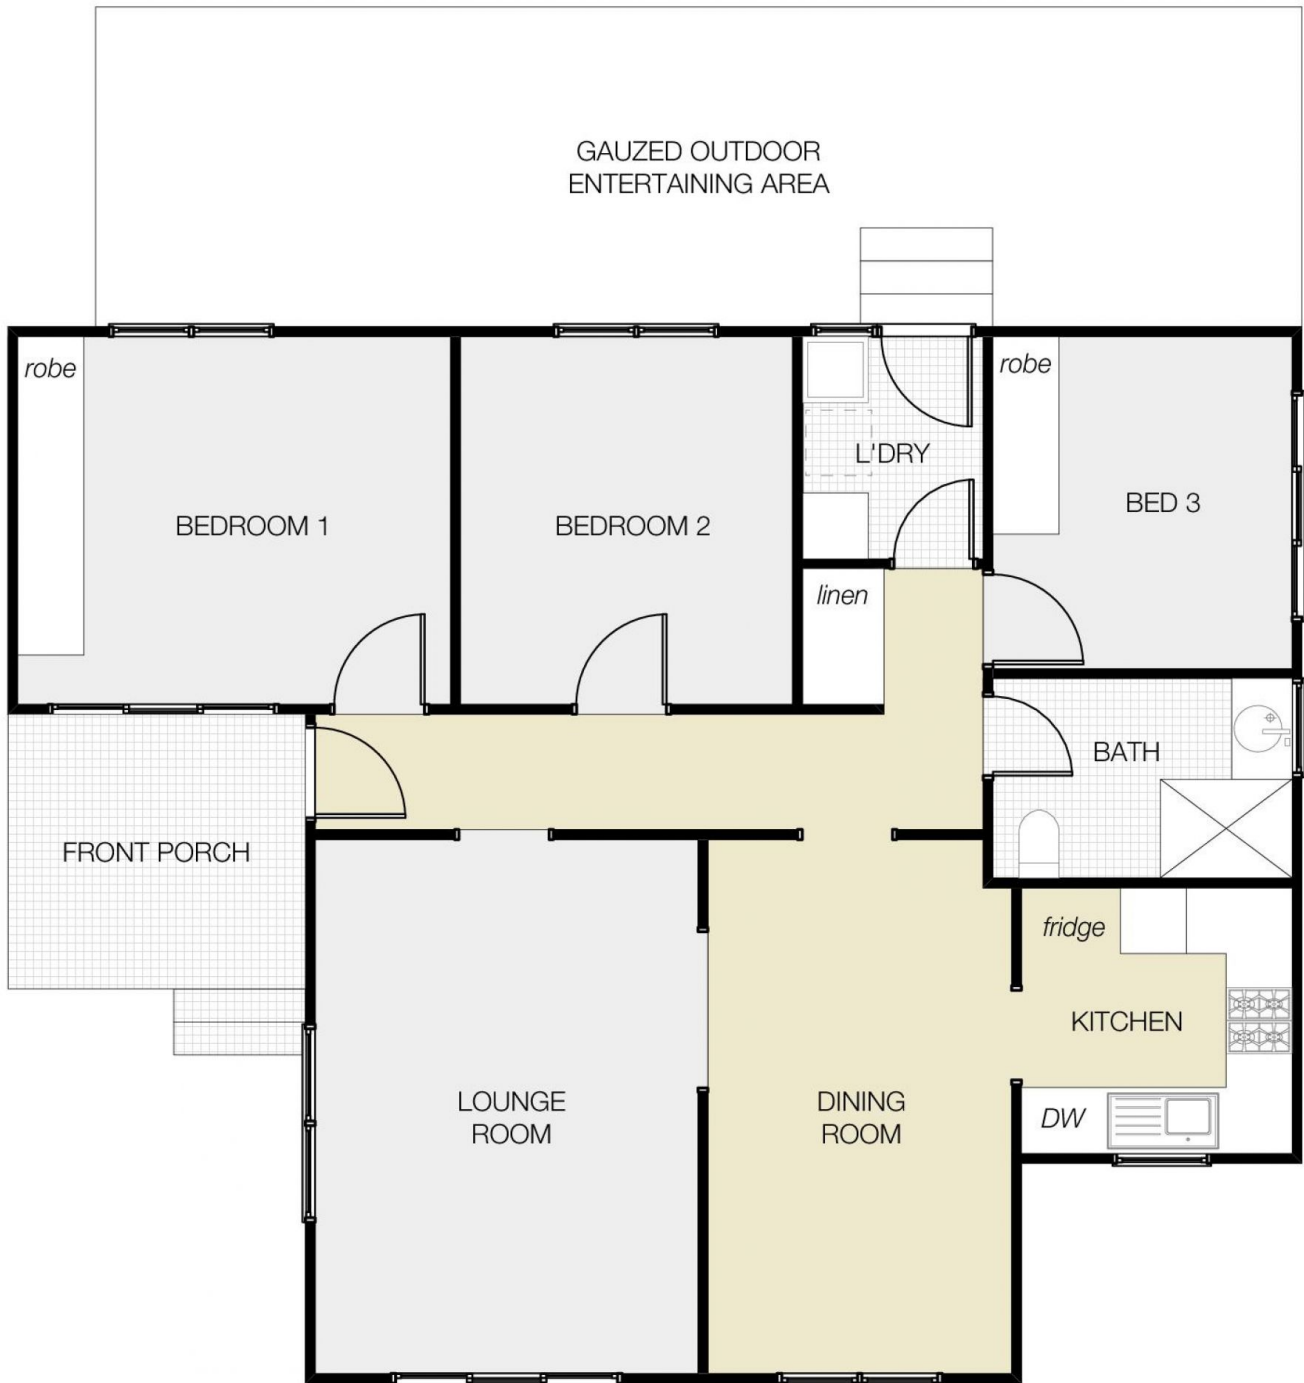 GAUZED OUTDOOR
ENTERTAINING AREA
robe
robe
L'DRY
BEDROOM 1
BEDROOM 2
BED 3
linen
BATH
FRONT PORCH
fridge
KITCHEN
LOUNGE
ROOM
DINING
ROOM
DW